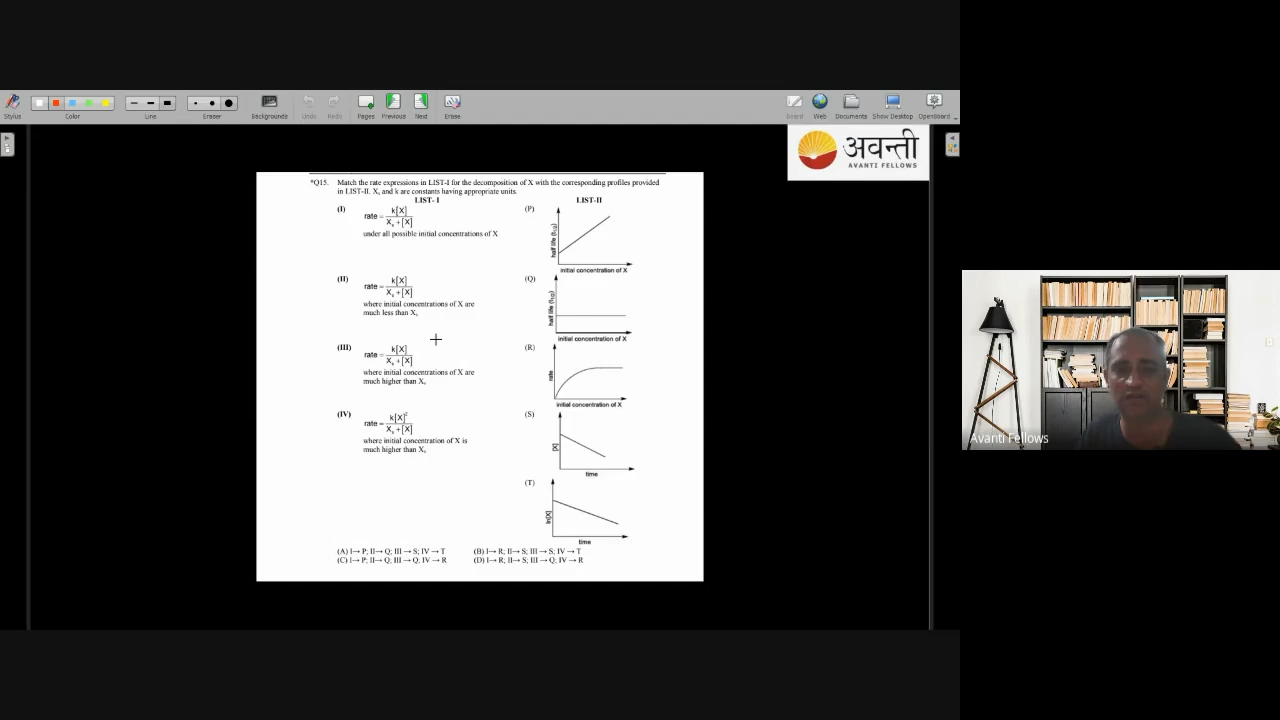 Stylus
Color
Line
Eraser
Backgrounds
Undo
Redo
Pages
Previous
Next
Erase
Board
Web
Documents
Show Desktop
OpenBoard
अवन्ती
AVANTI FELLOWS
*Q15. Match the rate expressions in LIST-I for the decomposition of X with the corresponding profiles provided
in LIST-II. Xs and k are constants having appropriate units.
LIST- I
LIST-II
(I)
rate = k[X] / Xs + [X]
under all possible initial concentrations of X
(P)
half life (t1/2)
initial concentration of X
(II)
rate = k[X] / Xs + [X]
where initial concentrations of X are
much less than Xs
(Q)
half life (t1/2)
initial concentration of X
(III)
rate = k[X] / Xs + [X]
where initial concentrations of X are
much higher than Xs
(R)
rate
initial concentration of X
(IV)
rate = k[X]² / Xs + [X]
where initial concentration of X is
much higher than Xs
(S)
[X]
time
(T)
ln[X]
time
(A) I→ P; II→ Q; III → S; IV → T
(B) I→ R; II→ S; III → S; IV → T
(C) I→ P; II→ Q; III → Q; IV → R
(D) I→ R; II→ S; III → Q; IV → R
Avanti Fellows